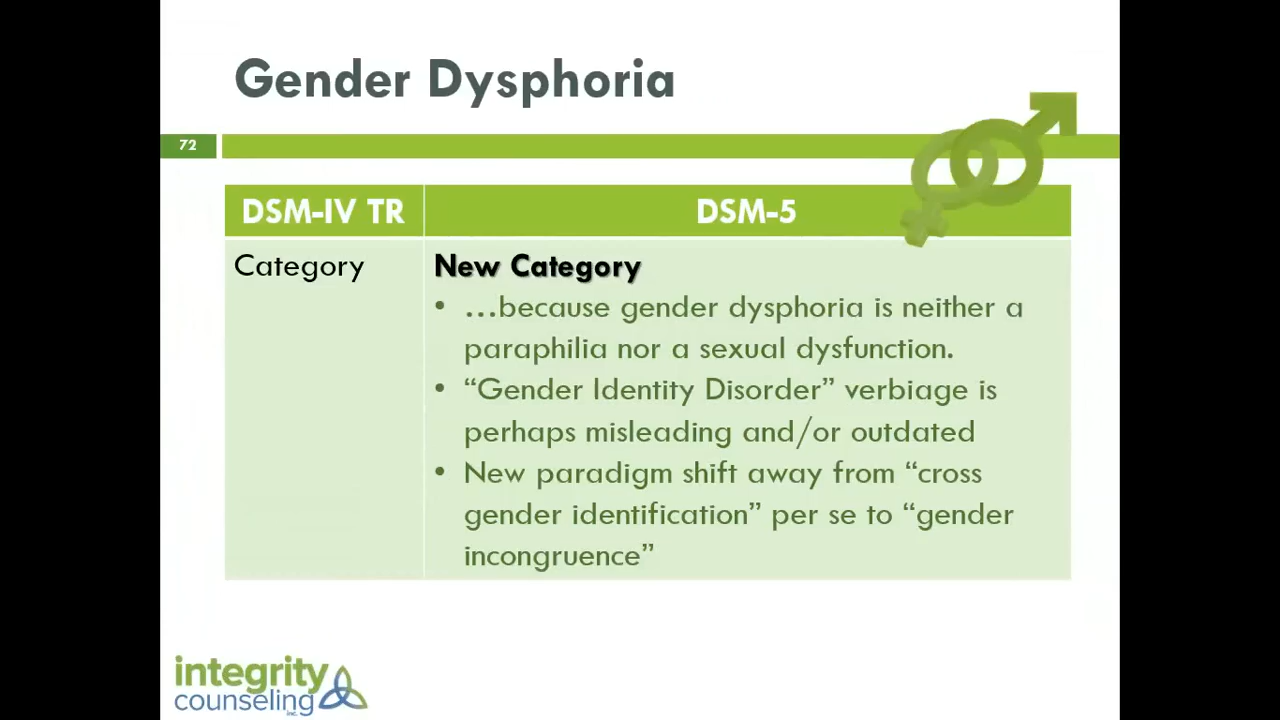 Gender Dysphoria
72
DSM-IV TR
DSM-5
Category
New Category
• …because gender dysphoria is neither a
paraphilia nor a sexual dysfunction.
• “Gender Identity Disorder” verbiage is
perhaps misleading and/or outdated
• New paradigm shift away from “cross
gender identification” per se to “gender
incongruence”
integrity
counseling
inc.